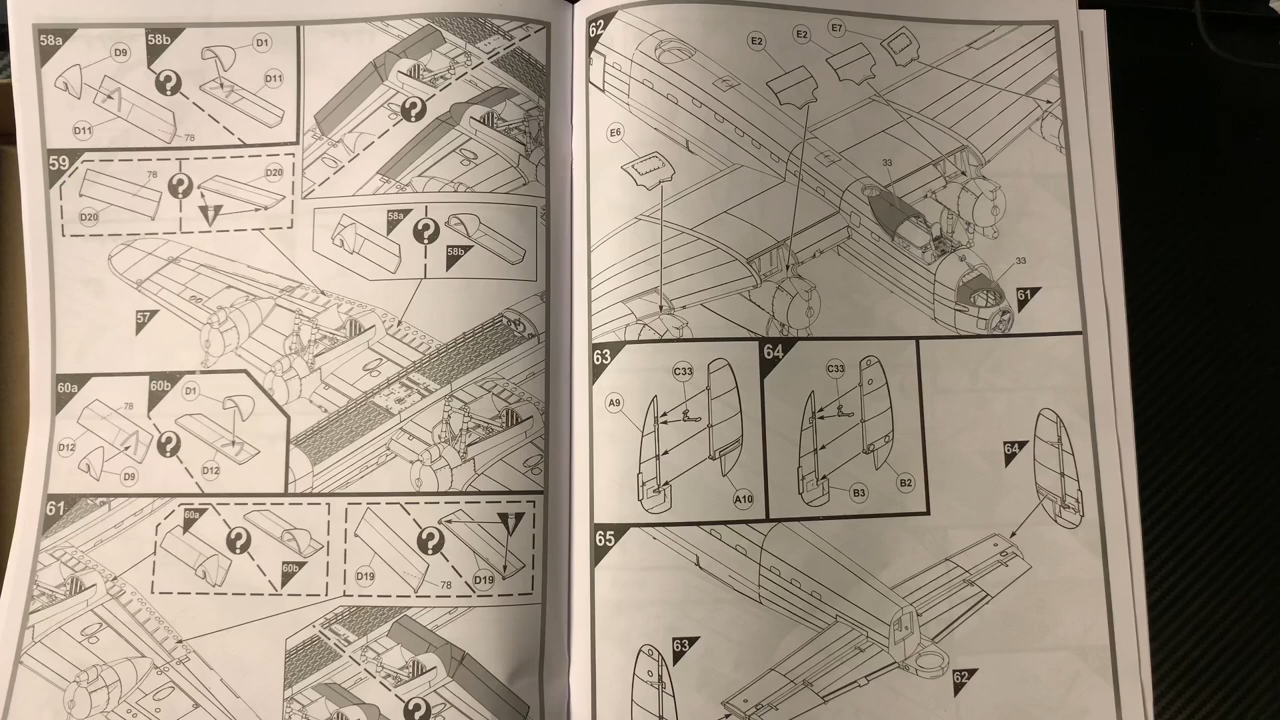 58a
D9
58b
D1
D11
D11
78
?
?
59
78
D20
D20
?
58a
?
58b
57
60a
78
60b
D1
D12
D9
D12
?
61
60a
?
60b
D19
?
78
D19
?
62
E2
E2
E7
E6
33
33
61
63
A9
C33
A10
64
C33
B3
B2
64
65
63
62